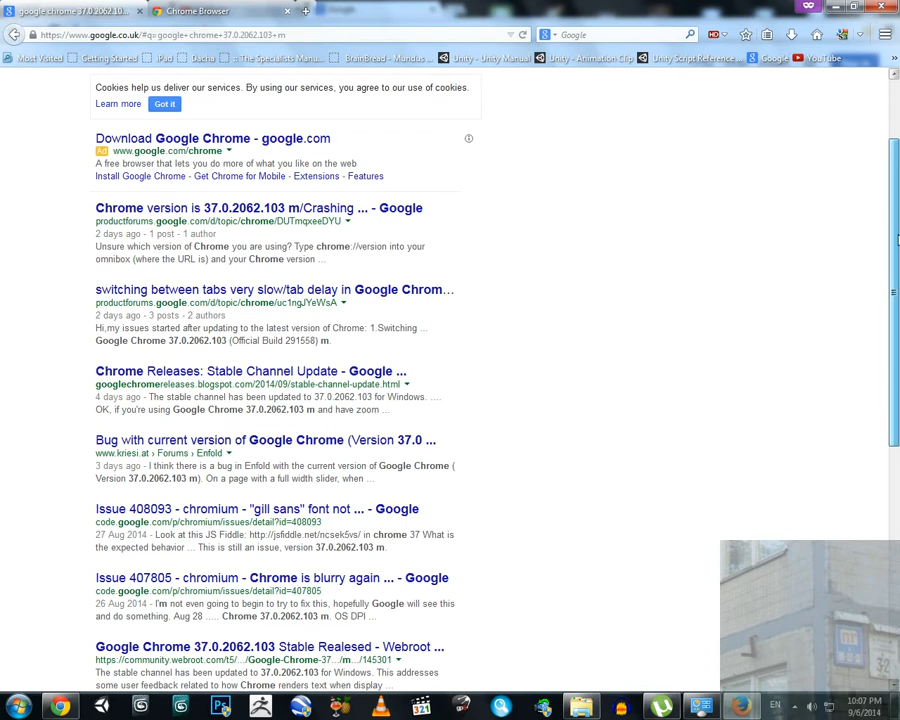 google chrome 37.0.2062.10...
Chrome Browser
Google
https://www.google.co.uk/#q=google+chrome+37.0.2062.103+m
Google
HD
Most Visited
Getting Started
iPad
Dacha
:: The Specialists Manu...
BrainBread - Mundus...
Unity - Unity Manual
Unity - Animation Clip
Unity Script Reference ...
Google
YouTube
Cookies help us deliver our services. By using our services, you agree to our use of cookies.
Learn more
Got it
Download Google Chrome - google.com
Ad www.google.com/chrome
A free browser that lets you do more of what you like on the web
Install Google Chrome - Get Chrome for Mobile - Extensions - Features
Chrome version is 37.0.2062.103 m/Crashing ... - Google
productforums.google.com/d/topic/chrome/DUTmqxeeDYU
2 days ago - 1 post - 1 author
Unsure which version of Chrome you are using? Type chrome://version into your
omnibox (where the URL is) and your Chrome version ...
switching between tabs very slow/tab delay in Google Chrom...
productforums.google.com/d/topic/chrome/uc1ngJYeWsA
2 days ago - 3 posts - 2 authors
Hi,my issues started after updating to the latest version of Chrome: 1.Switching ...
Google Chrome 37.0.2062.103 (Official Build 291558) m.
Chrome Releases: Stable Channel Update - Google ...
googlechromereleases.blogspot.com/2014/09/stable-channel-update.html
4 days ago - The stable channel has been updated to 37.0.2062.103 for Windows. ....
OK, if you're using Google Chrome 37.0.2062.103 m and have zoom ...
Bug with current version of Google Chrome (Version 37.0 ...
www.kriesi.at › Forums › Enfold
3 days ago - I think there is a bug in Enfold with the current version of Google Chrome (
Version 37.0.2062.103 m). On a page with a full width slider, when ...
Issue 408093 - chromium - "gill sans" font not ... - Google
code.google.com/p/chromium/issues/detail?id=408093
27 Aug 2014 - Look at this JS Fiddle: http://jsfiddle.net/ncsek5vs/ in chrome 37 What is
the expected behavior ... This is still an issue, version 37.0.2062.103 m.
Issue 407805 - chromium - Chrome is blurry again ... - Google
code.google.com/p/chromium/issues/detail?id=407805
26 Aug 2014 - I'm not even going to begin to try to fix this, hopefully Google will see this
and do something. Aug 28 ..... Chrome 37.0.2062.103 m. OS DPI ...
Google Chrome 37.0.2062.103 Stable Realesed - Webroot ...
https://community.webroot.com/t5/.../Google-Chrome-37.../m.../145301
The stable channel has been updated to 37.0.2062.103 for Windows. This addresses
some user feedback related to how Chrome renders text when display ...
32
321
EN
10:07 PM
9/6/2014